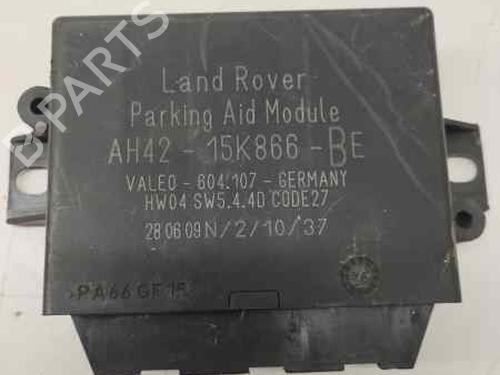 Land Rover
Parking Aid Module
AH42 - 15K866 - BE
VALEO - 604.107 - GERMANY
HW04 SW5.4.4D CODE27
28 06 09 N/2/10/37
>PA66 GF15
B-PARTS